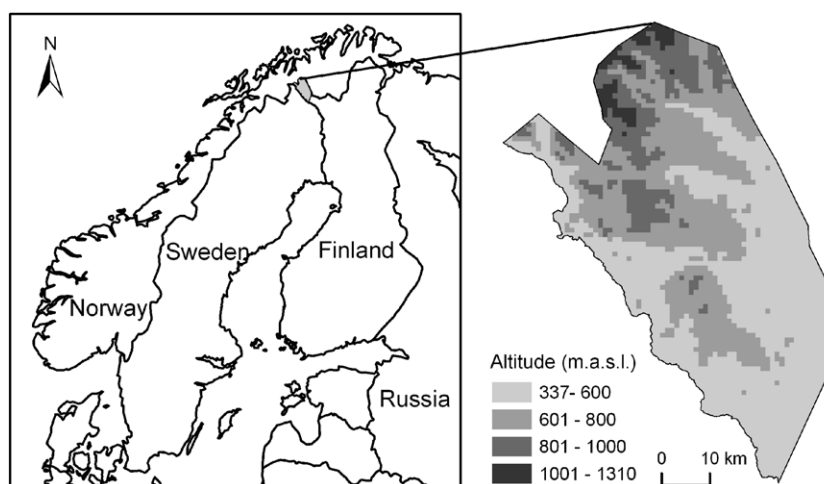 N
Sweden
Finland
Norway
Russia
Altitude (m.a.s.l.)
337- 600
601 - 800
801 - 1000
1001 - 1310
0 10 km